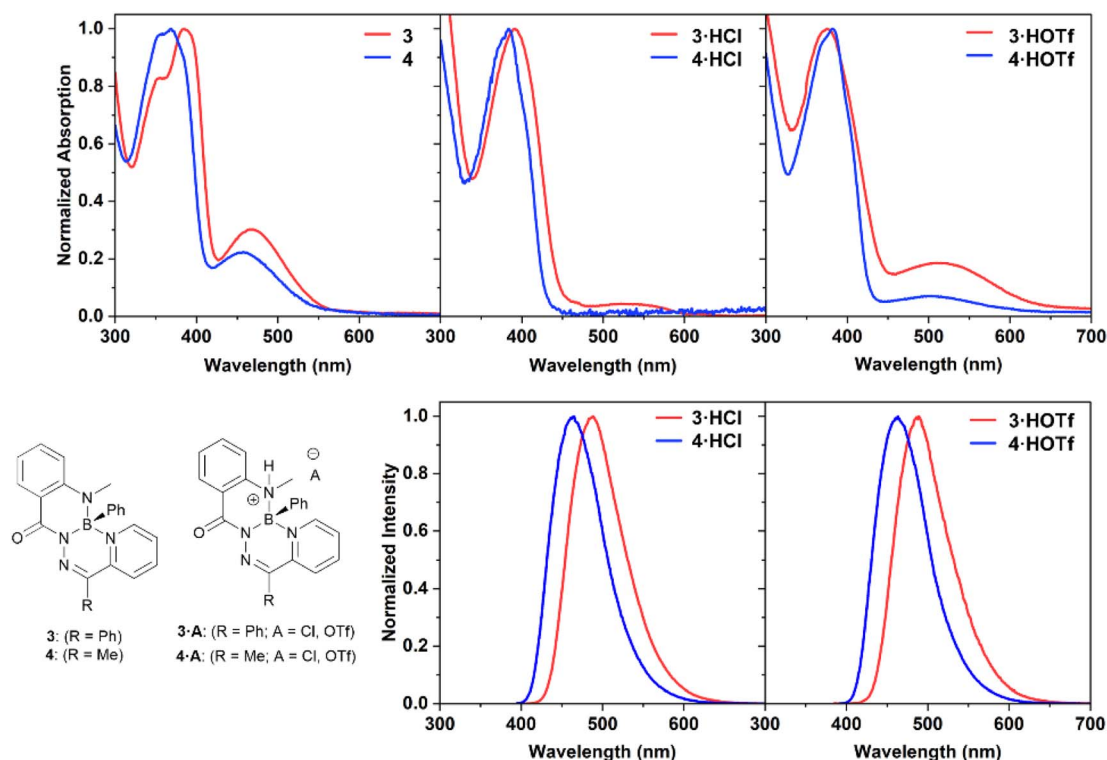 Normalized Absorption
1.0
0.8
0.6
0.4
0.2
0.0
3
4
3·HCl
4·HCl
3·HOTf
4·HOTf
300 400 500 600 300 400 500 600 300 400 500 600 700
Wavelength (nm) Wavelength (nm) Wavelength (nm)
N
B
Ph
O
N
N
N
R
3: (R = Ph)
4: (R = Me)
H
⊖
A
N
⊕
Ph
B
O
N
N
N
R
3·A: (R = Ph; A = Cl, OTf)
4·A: (R = Me; A = Cl, OTf)
Normalized Intensity
1.0
0.8
0.6
0.4
0.2
0.0
3·HCl
4·HCl
3·HOTf
4·HOTf
300 400 500 600 300 400 500 600 700
Wavelength (nm) Wavelength (nm)